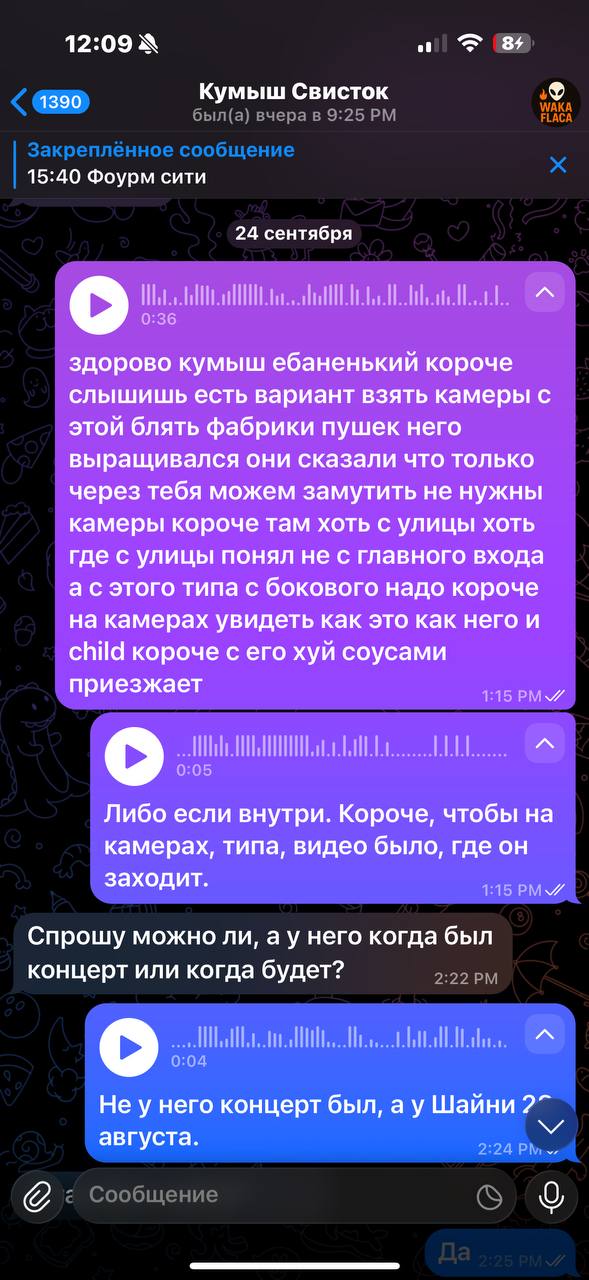 12:09
8
1390
Кумыш Свисток
был(а) вчера в 9:25 PM
WAKA
FLACA
Закреплённое сообщение
15:40 Фоурм сити
24 сентября
0:36
здорово кумыш ебаненький короче
слышишь есть вариант взять камеры с
этой блять фабрики пушек него
выращивался они сказали что только
через тебя можем замутить не нужны
камеры короче там хоть с улицы хоть
где с улицы понял не с главного входа
а с этого типа с бокового надо короче
на камерах увидеть как это как него и
child короче с его хуй соусами
приезжает
1:15 PM
0:05
Либо если внутри. Короче, чтобы на
камерах, типа, видео было, где он
заходит.
1:15 PM
Спрошу можно ли, а у него когда был
концерт или когда будет?
2:22 PM
0:04
Не у него концерт был, а у Шайни
августа.
2:24 PM
Сообщение
Да
2:25 PM